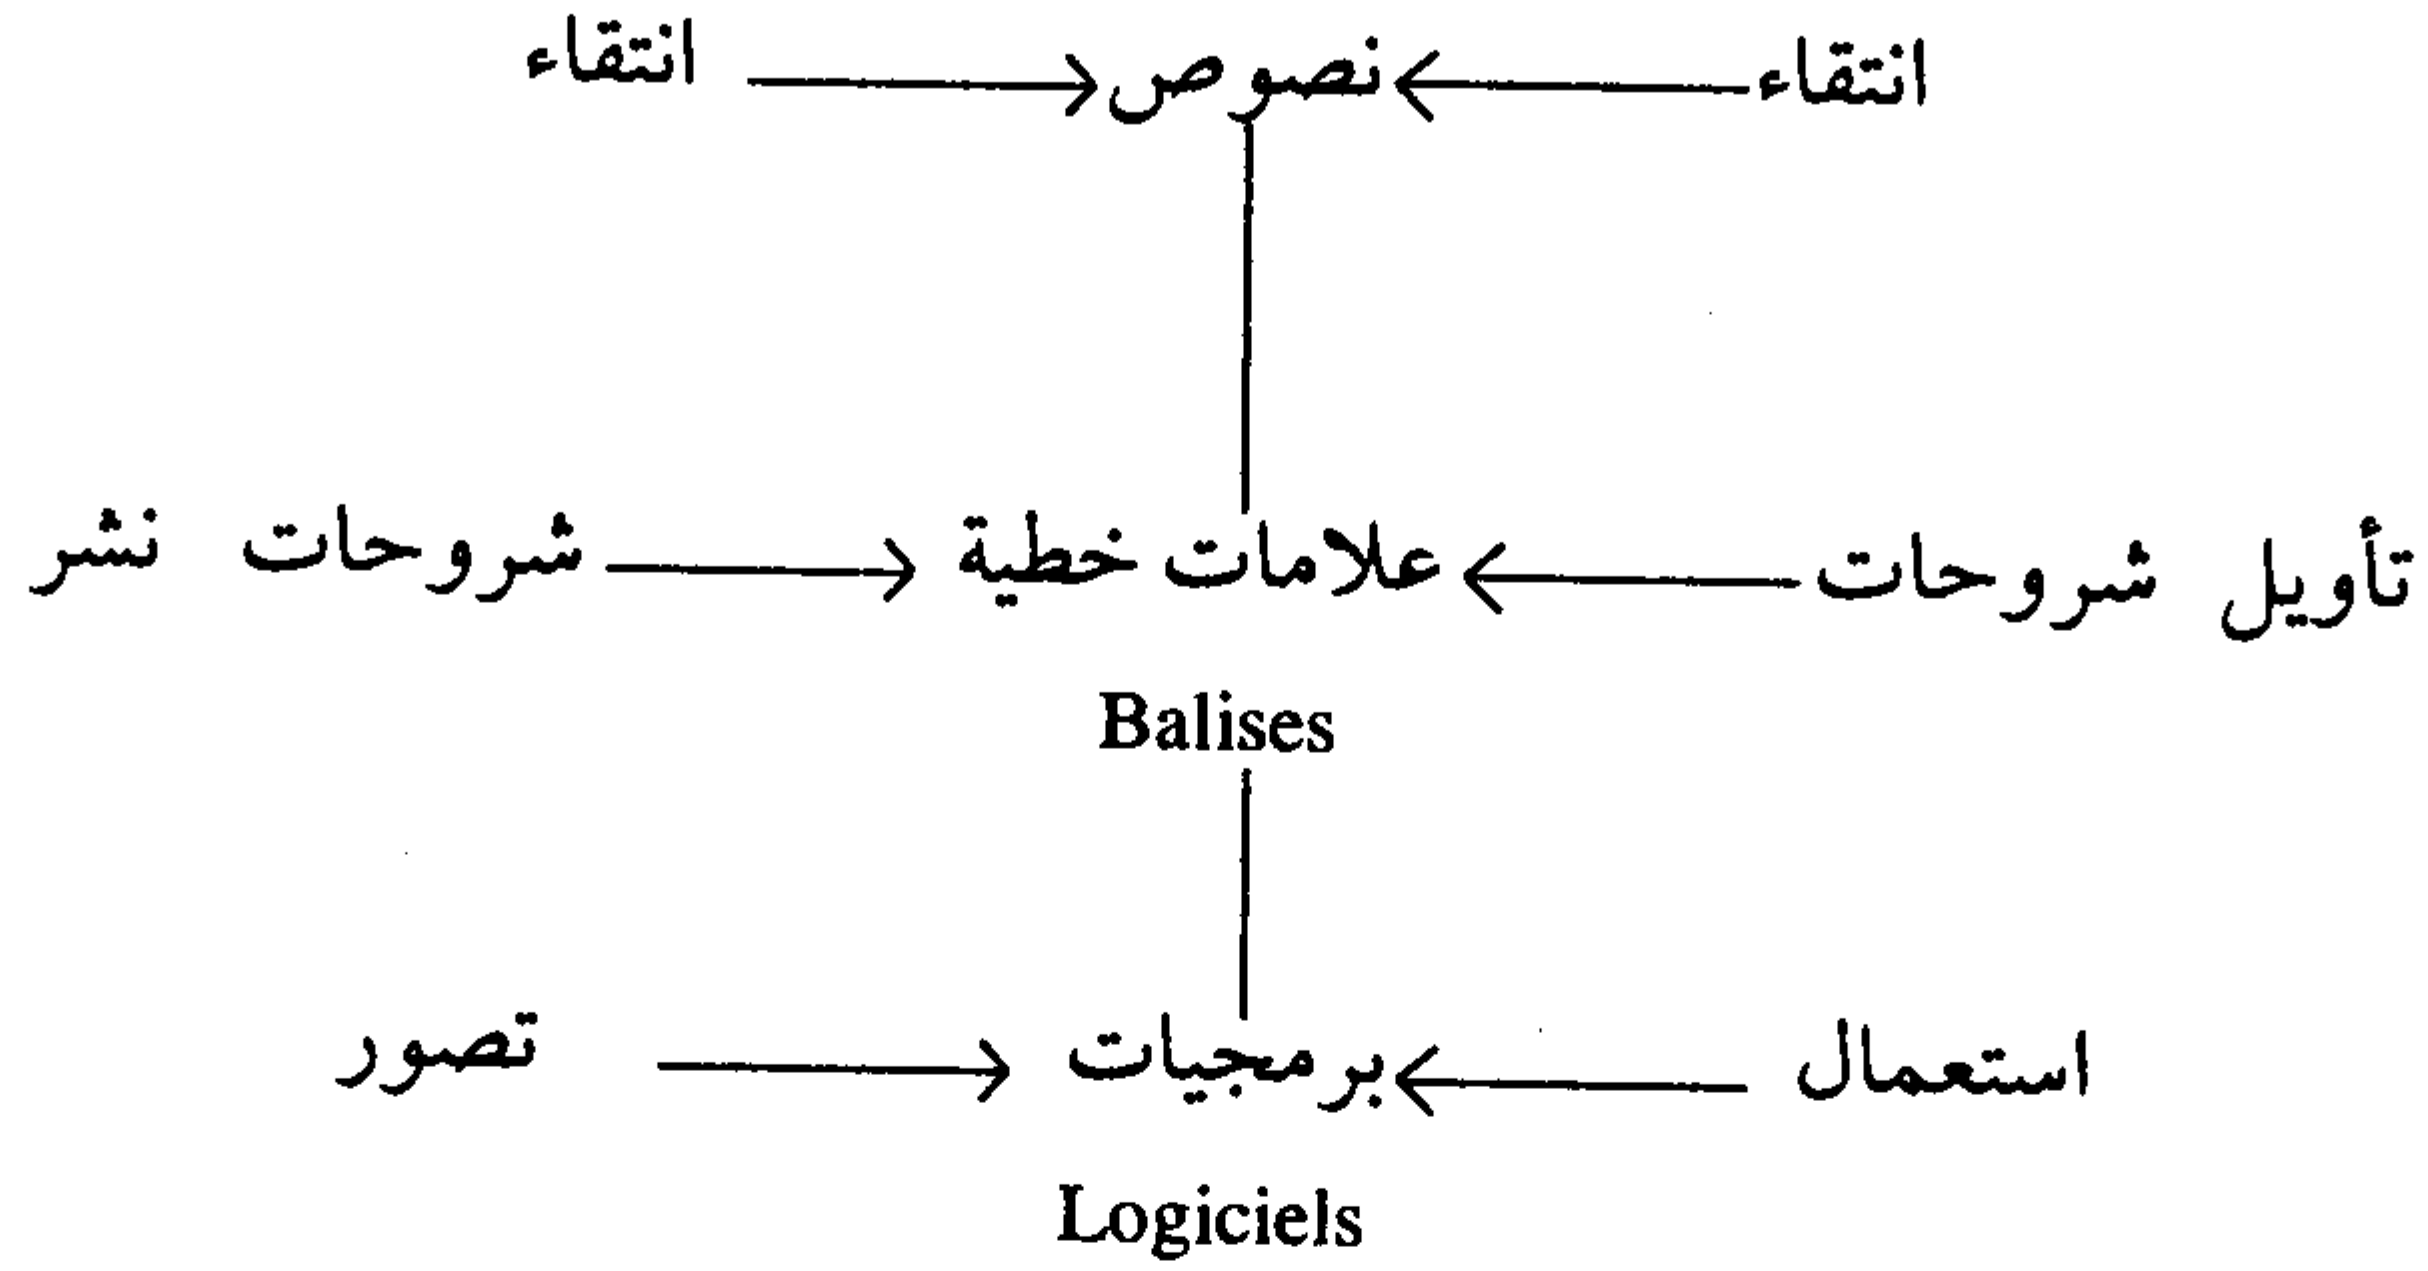 انتقاء نصوص انتقاء
تأويل شروحات علامات خطية شروحات نشر
Balises
استعمال برمجيات تصور
Logiciels